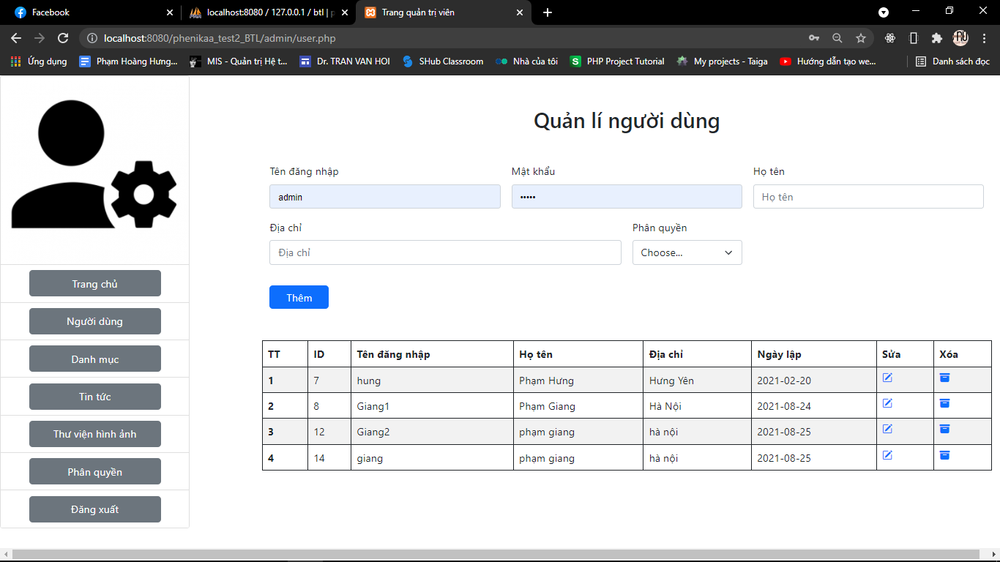 Facebook
localhost:8080 / 127.0.0.1 / btl | p
Trang quản trị viên
localhost:8080/phenikaa_test2_BTL/admin/user.php
Ứng dụng
Phạm Hoàng Hưng...
MIS - Quản trị Hệ t...
Dr. TRAN VAN HOI
SHub Classroom
Nhà của tôi
PHP Project Tutorial
My projects - Taiga
Hướng dẫn tạo we...
Danh sách đọc
Trang chủ
Người dùng
Danh mục
Tin tức
Thư viện hình ảnh
Phân quyền
Đăng xuất
Quản lí người dùng
Tên đăng nhập Mật khẩu Họ tên
admin ••••• Họ tên
Địa chỉ Phân quyền
Địa chỉ Choose...
Thêm
TT ID Tên đăng nhập Họ tên Địa chỉ Ngày lập Sửa Xóa
1 7 hung Phạm Hưng Hưng Yên 2021-02-20
2 8 Giang1 Phạm Giang Hà Nội 2021-08-24
3 12 Giang2 phạm giang hà nội 2021-08-25
4 14 giang phạm giang hà nội 2021-08-25